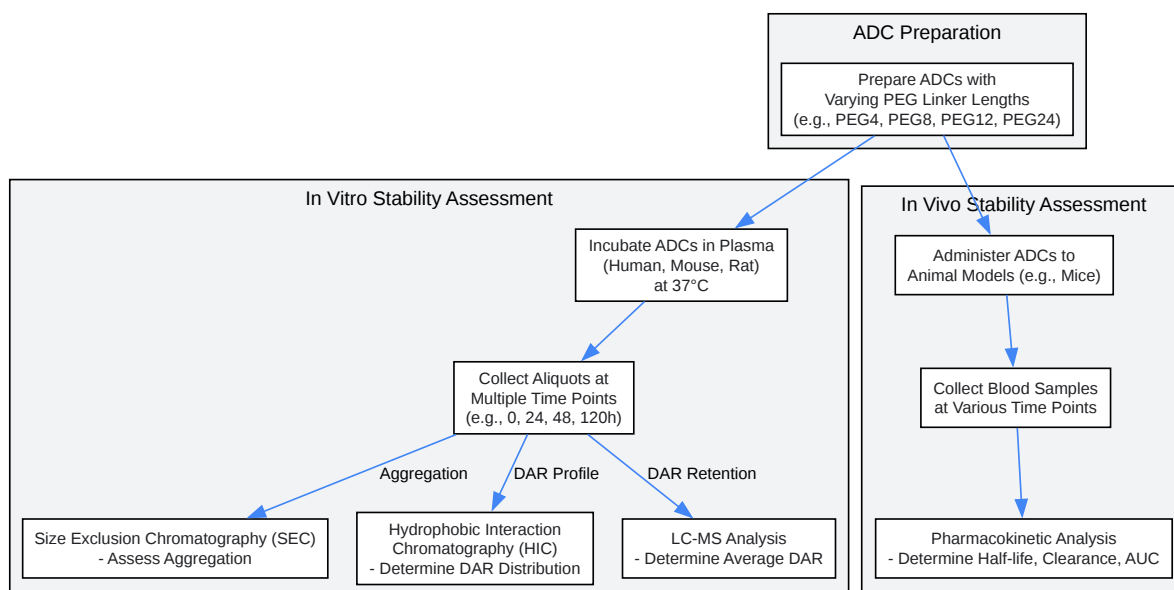 ADC Preparation
Prepare ADCs with
Varying PEG Linker Lengths
(e.g., PEG4, PEG8, PEG12, PEG24)
In Vitro Stability Assessment
Incubate ADCs in Plasma
(Human, Mouse, Rat)
at 37°C
Collect Aliquots at
Multiple Time Points
(e.g., 0, 24, 48, 120h)
Aggregation
DAR Profile
DAR Retention
Size Exclusion Chromatography (SEC)
- Assess Aggregation
Hydrophobic Interaction
Chromatography (HIC)
- Determine DAR Distribution
LC-MS Analysis
- Determine Average DAR
In Vivo Stability Assessment
Administer ADCs to
Animal Models (e.g., Mice)
Collect Blood Samples
at Various Time Points
Pharmacokinetic Analysis
- Determine Half-life, Clearance, AUC